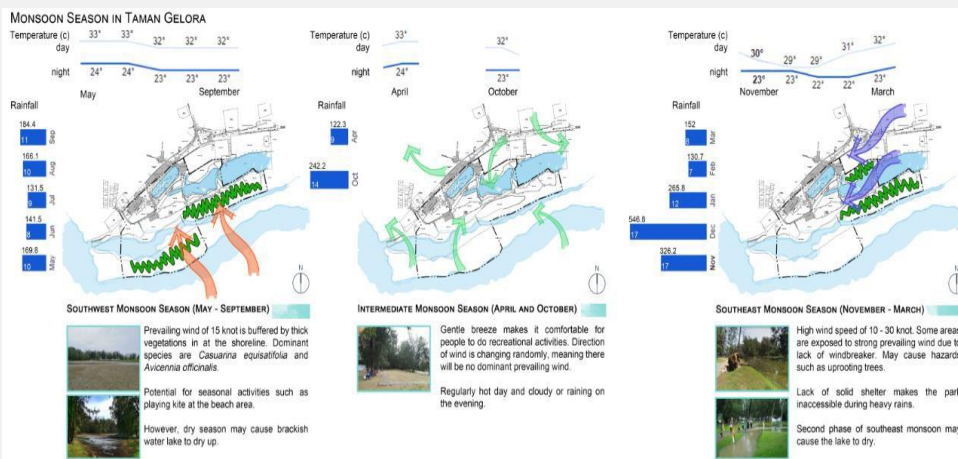 MONSOON SEASON IN TAMAN GELORA
Temperature (c)
day
33° 33° 32° 32° 32°
night
24° 24° 23° 23° 23°
May September
Rainfall
184.4
11 Sep
166.1
10 Aug
131.5
9 Jul
141.5
8 Jun
169.8
10 May
N
SOUTHWEST MONSOON SEASON (MAY - SEPTEMBER)
Prevailing wind of 15 knot is buffered by thick
vegetations in at the shoreline. Dominant
species are Casuarina equisatifolia and
Avicennia officinalis.
Potential for seasonal activities such as
playing kite at the beach area.
However, dry season may cause brackish
water lake to dry up.
Temperature (c)
day
33° 32°
night
24° 23°
April October
Rainfall
122.3
9 Apr
242.2
14 Oct
N
INTERMEDIATE MONSOON SEASON (APRIL AND OCTOBER)
Gentle breeze makes it comfortable for
people to do recreational activities. Direction
of wind is changing randomly, meaning there
will be no dominant prevailing wind.
Regularly hot day and cloudy or raining on
the evening.
Temperature (c)
day
30° 29° 29° 31° 32°
night
23° 23° 22° 22° 23°
November March
Rainfall
152
Mar
130.7
7 Feb
265.8
12 Jan
546.8
17 Dec
326.2
17 Nov
N
SOUTHEAST MONSOON SEASON (NOVEMBER - MARCH)
High wind speed of 10 - 30 knot. Some areas
are exposed to strong prevailing wind due to
lack of windbreaker. May cause hazards
such as uprooting trees.
Lack of solid shelter makes the park
inaccessible during heavy rains.
Second phase of southeast monsoon may
cause the lake to dry.